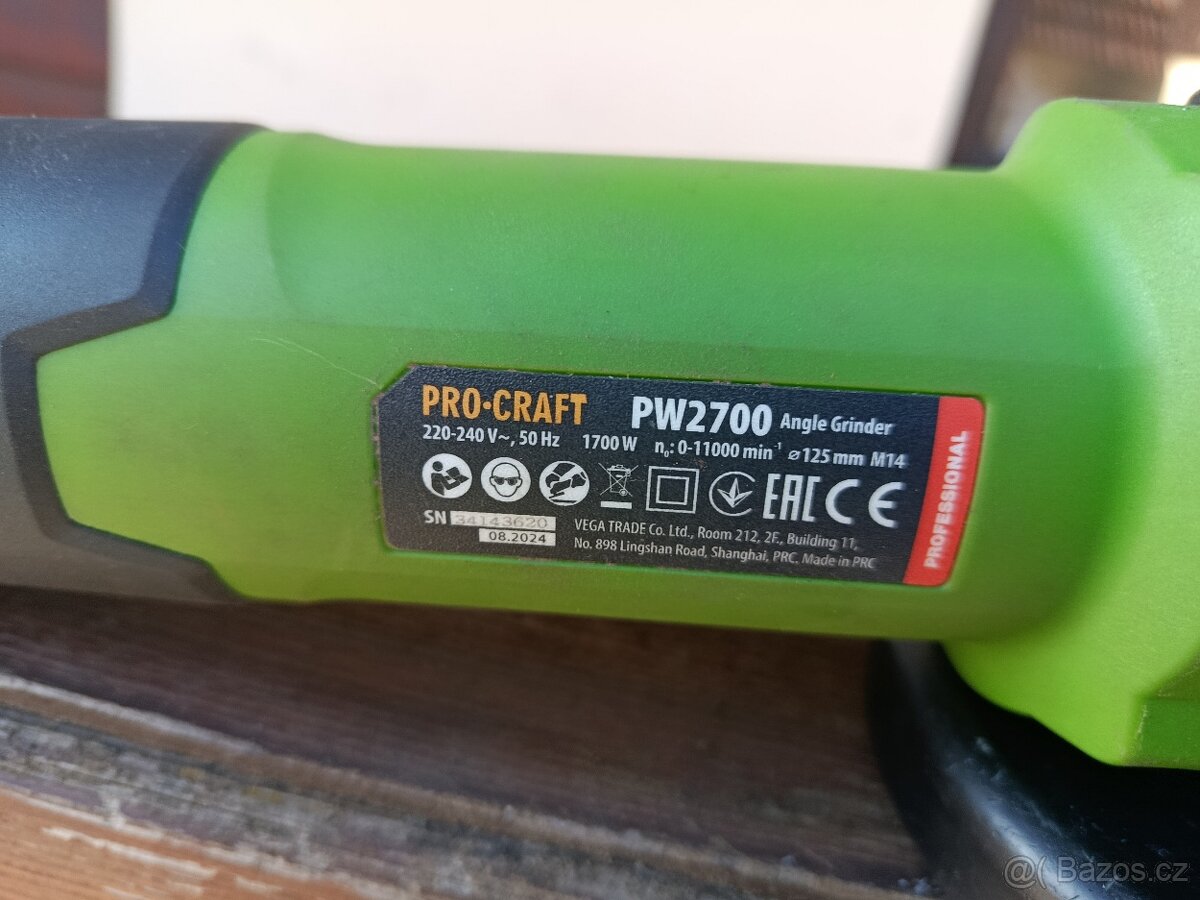 PRO·CRAFT PW2700 Angle Grinder
220-240 V~, 50 Hz 1700 W n₀: 0-11000 min⁻¹ ⌀125 mm M14
EAC CE
SN 34143620
08.2024
VEGA TRADE Co. Ltd., Room 212, 2F., Building 11,
No. 898 Lingshan Road, Shanghai, PRC. Made in PRC
PROFESSIONAL
@( Bazos.cz